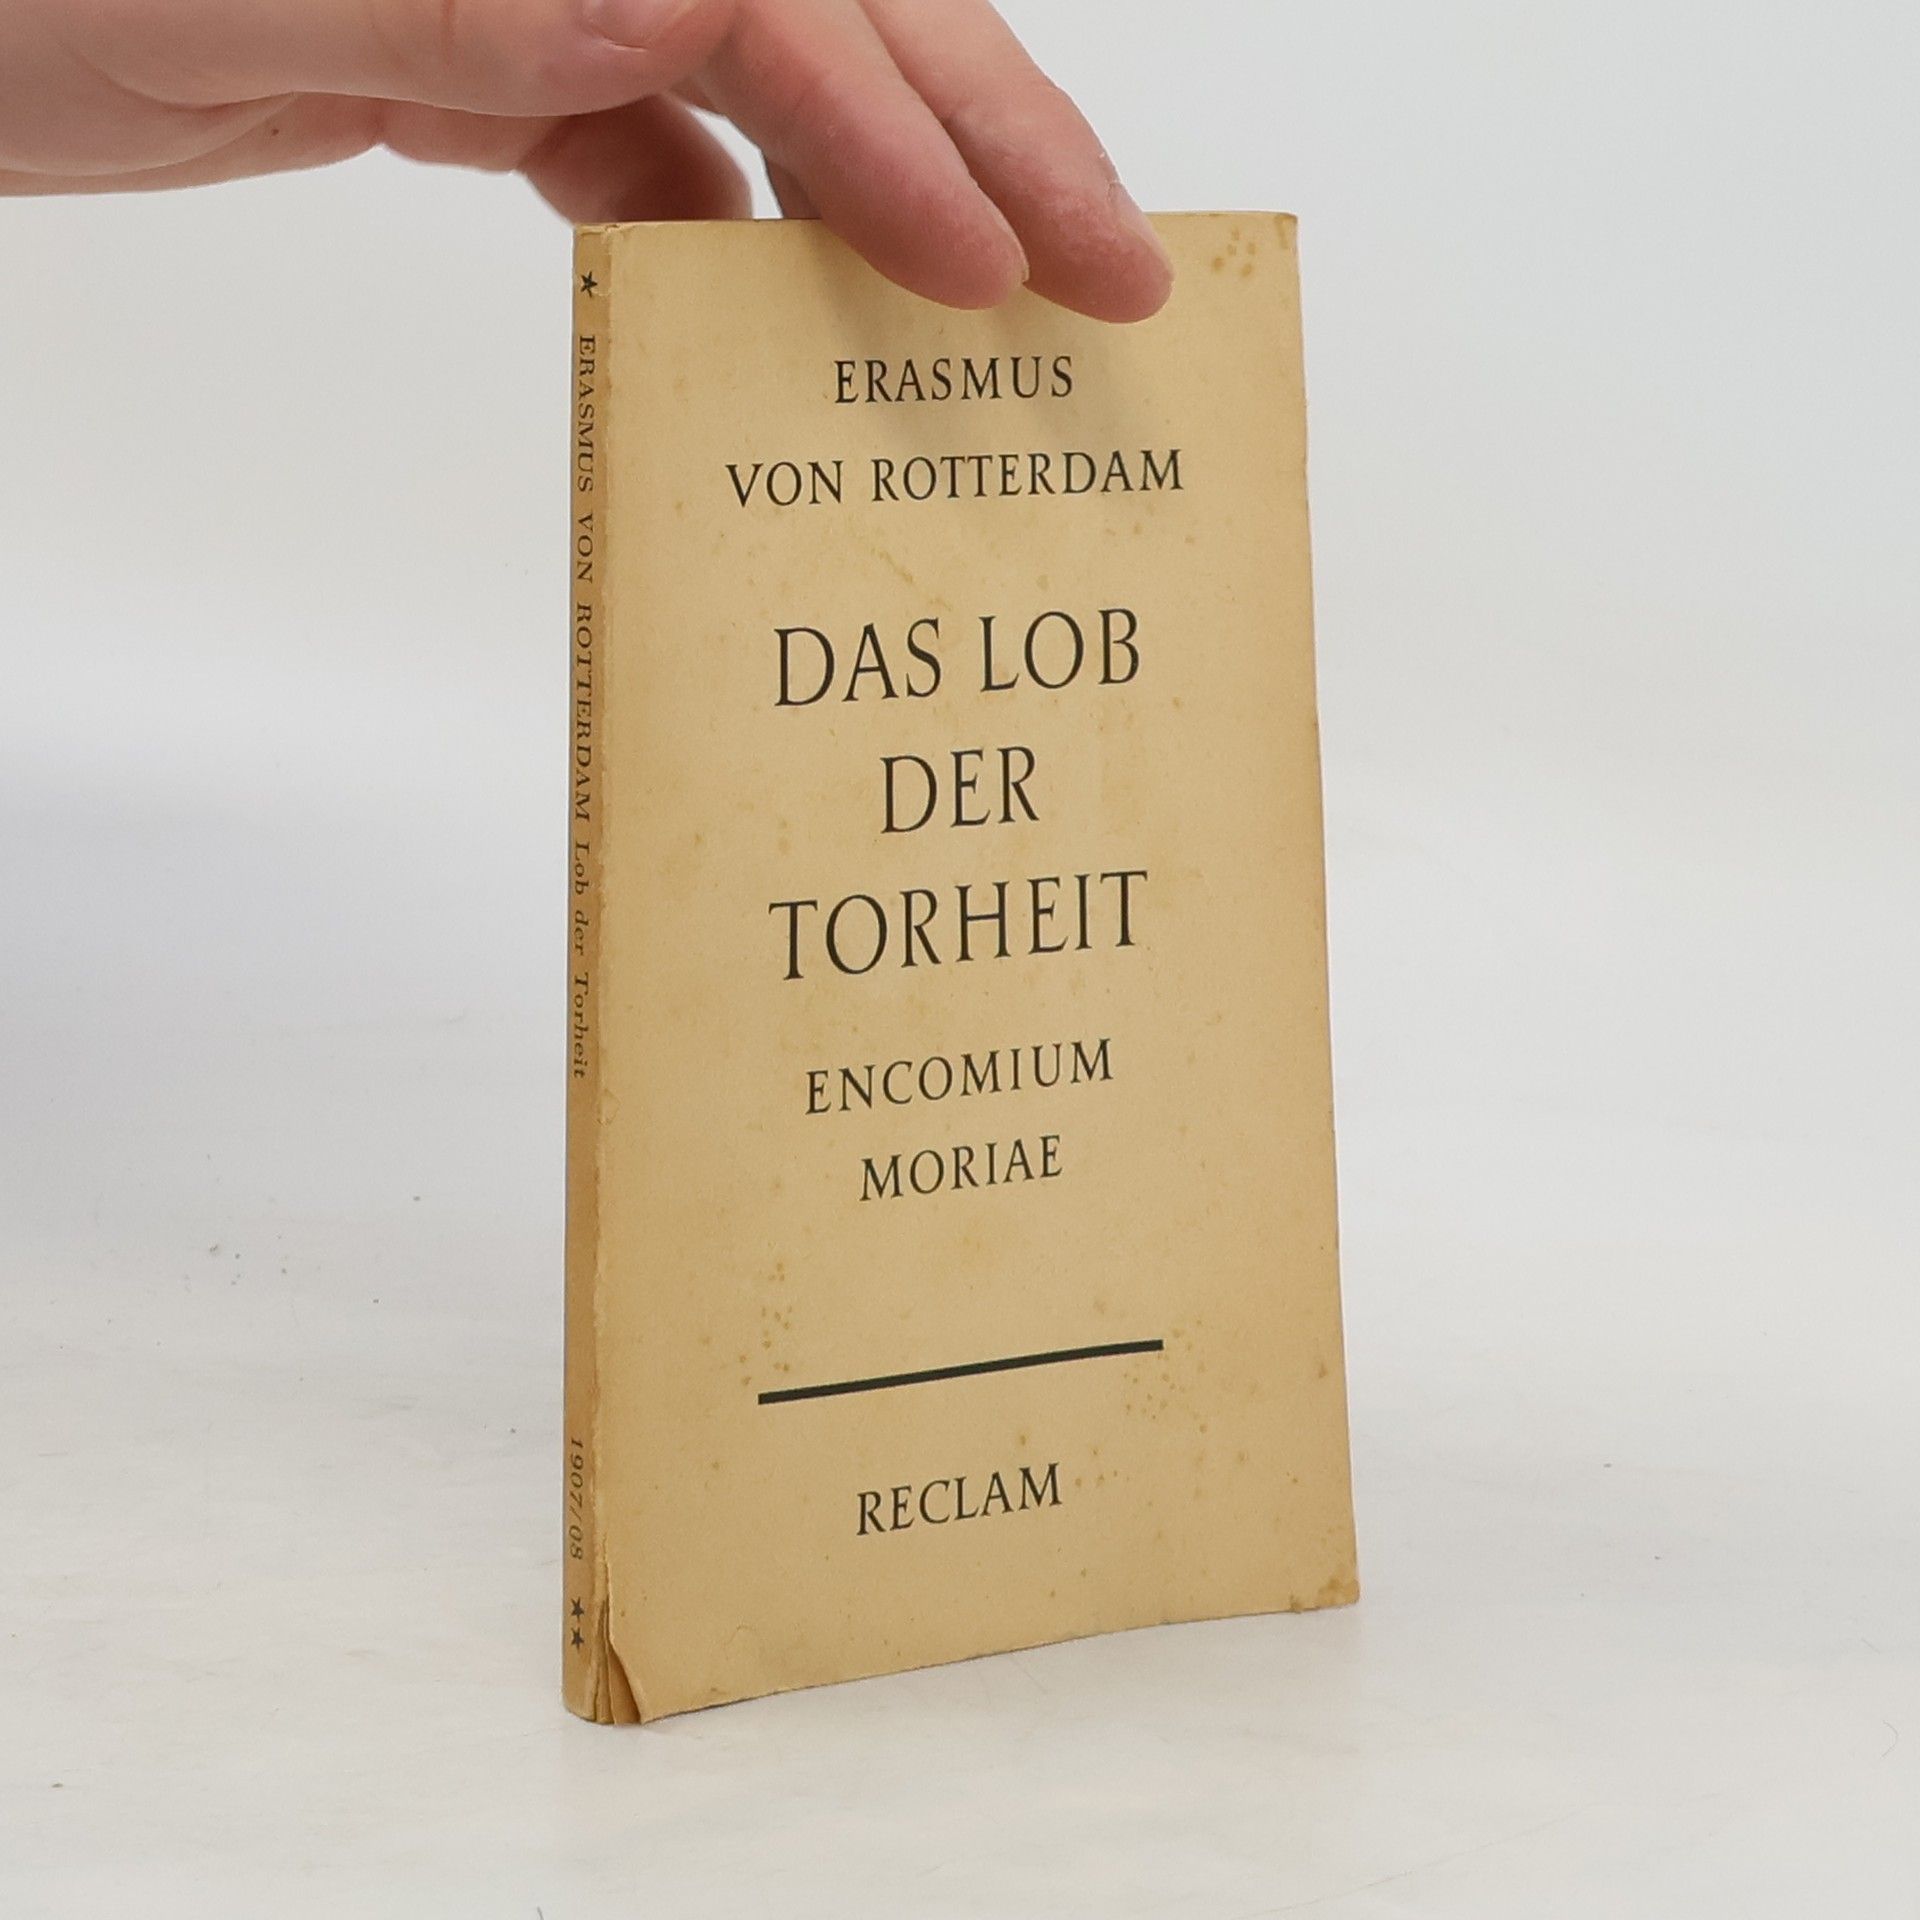 ★ ERASMUS VON ROTTERDAM Lob der Torheit 1907/08 ★★
ERASMUS
VON ROTTERDAM
DAS LOB
DER
TORHEIT
ENCOMIUM
MORIAE
RECLAM